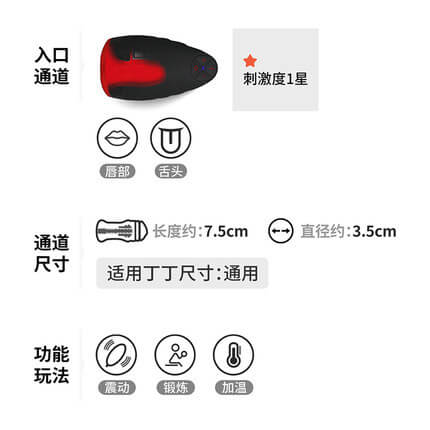 入口
通道
刺激度1星
唇部
舌头
通道
尺寸
长度约:7.5cm
直径约:3.5cm
适用丁丁尺寸:通用
功能
玩法
震动
锻炼
加温